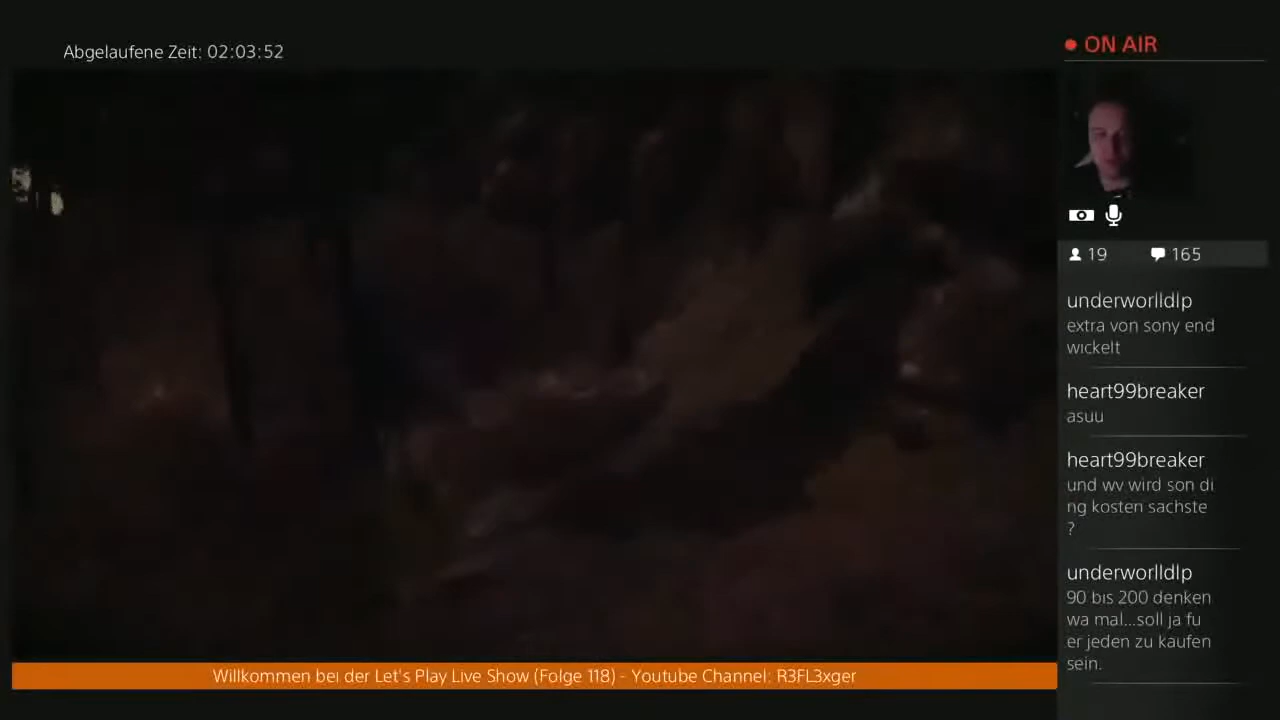 Abgelaufene Zeit: 02:03:52
ON AIR
19 165
underworlldlp
extra von sony end
wickelt
heart99breaker
asuu
heart99breaker
und wv wird son di
ng kosten sachste
?
underworlldlp
90 bis 200 denken
wa mal...soll ja fu
er jeden zu kaufen
sein.
Willkommen bei der Let's Play Live Show (Folge 118) - Youtube Channel: R3FL3xger